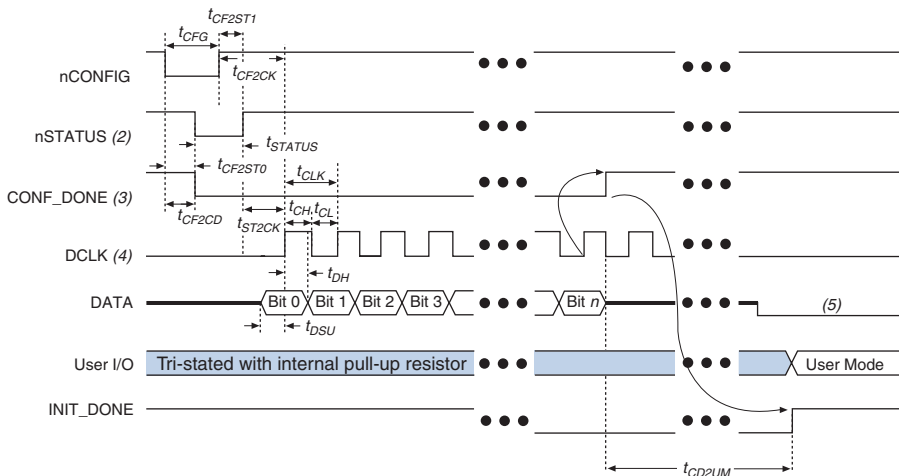 tCF2ST1
tCFG
nCONFIG
tCF2CK
nSTATUS (2)
tSTATUS
tCF2ST0
tCLK
CONF_DONE (3)
tCF2CD
tST2CK
tCH
tCL
DCLK (4)
tDH
DATA
Bit 0
Bit 1
Bit 2
Bit 3
Bit n
(5)
tDSU
User I/O
Tri-stated with internal pull-up resistor
User Mode
INIT_DONE
tCD2UM